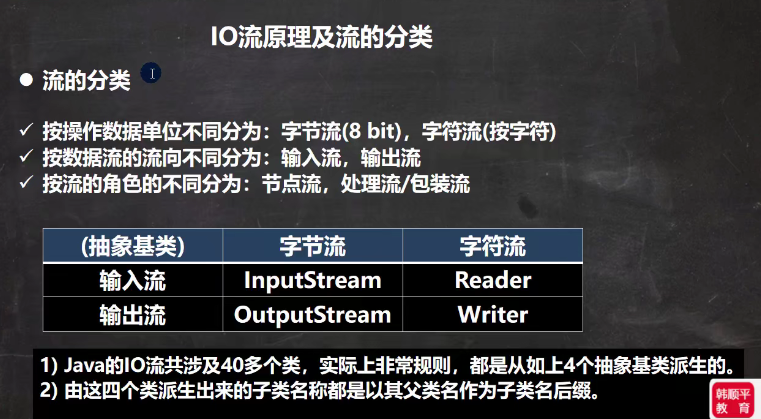 IO流原理及流的分类
● 流的分类
✓ 按操作数据单位不同分为：字节流(8 bit)，字符流(按字符)
✓ 按数据流的流向不同分为：输入流，输出流
✓ 按流的角色的不同分为：节点流，处理流/包装流
(抽象基类) 字节流 字符流
输入流 InputStream Reader
输出流 OutputStream Writer
1) Java的IO流共涉及40多个类，实际上非常规则，都是从如上4个抽象基类派生的。
2) 由这四个类派生出来的子类名称都是以其父类名作为子类名后缀。
韩顺平
教育